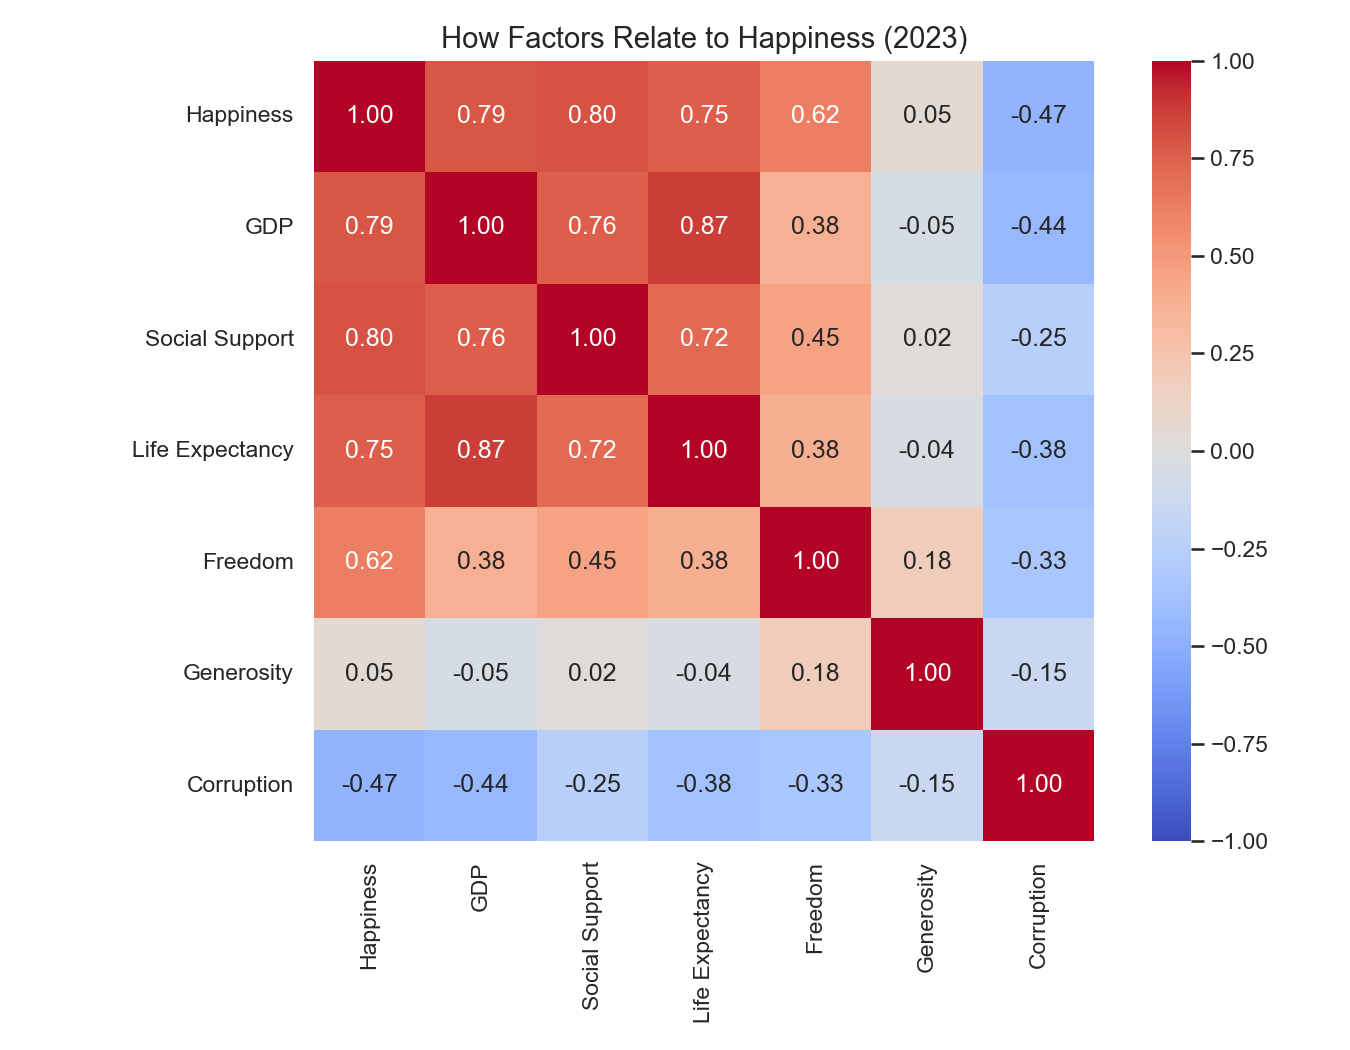 How Factors Relate to Happiness (2023)
Happiness 1.00 0.79 0.80 0.75 0.62 0.05 -0.47
GDP 0.79 1.00 0.76 0.87 0.38 -0.05 -0.44
Social Support 0.80 0.76 1.00 0.72 0.45 0.02 -0.25
Life Expectancy 0.75 0.87 0.72 1.00 0.38 -0.04 -0.38
Freedom 0.62 0.38 0.45 0.38 1.00 0.18 -0.33
Generosity 0.05 -0.05 0.02 -0.04 0.18 1.00 -0.15
Corruption -0.47 -0.44 -0.25 -0.38 -0.33 -0.15 1.00
Happiness
GDP
Social Support
Life Expectancy
Freedom
Generosity
Corruption
1.00
0.75
0.50
0.25
0.00
−0.25
−0.50
−0.75
−1.00